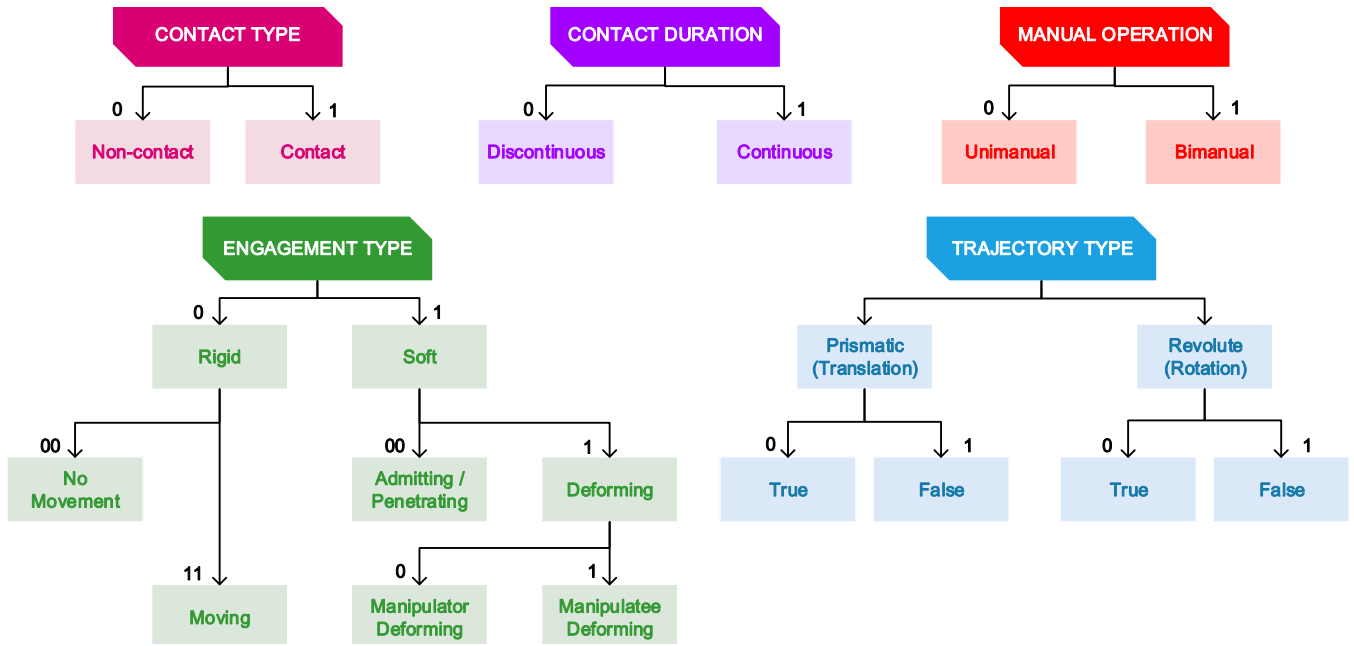 CONTACT TYPE
0
1
Non-contact
Contact
CONTACT DURATION
0
1
Discontinuous
Continuous
MANUAL OPERATION
0
1
Unimanual
Bimanual
ENGAGEMENT TYPE
0
1
Rigid
Soft
00
No
Movement
11
Moving
00
Admitting /
Penetrating
1
Deforming
0
Manipulator
Deforming
1
Manipulatee
Deforming
TRAJECTORY TYPE
Prismatic
(Translation)
0
1
True
False
Revolute
(Rotation)
0
1
True
False